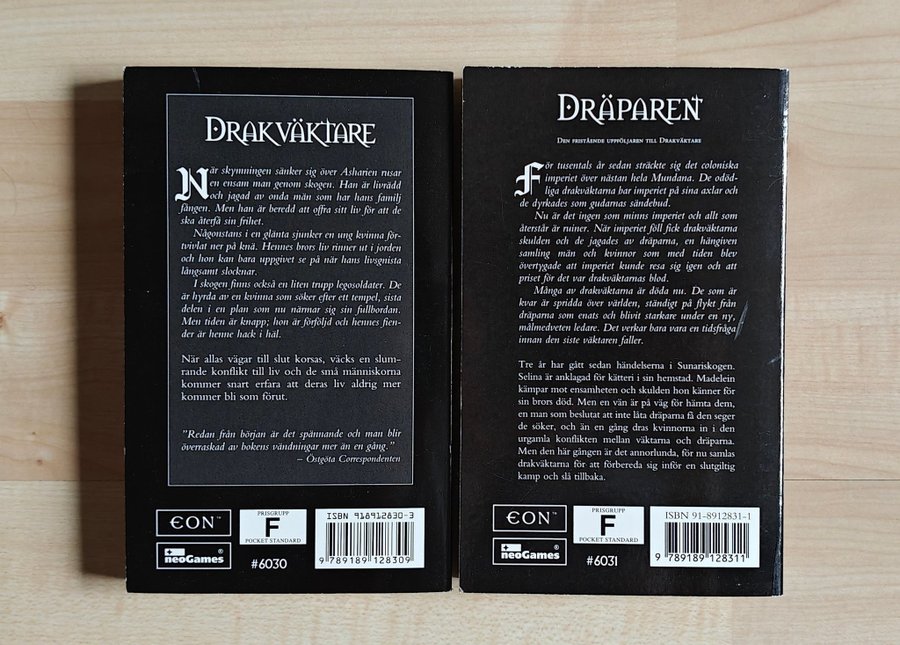 DRAKVÄKTARE
När skymningen sänker sig över Asharien rusar
en ensam man genom skogen. Han är livrädd
och jagad av onda män som har hans familj
fången. Men han är beredd att offra sitt liv för att de
ska återfå sin frihet.
Någonstans i en glänta sjunker en ung kvinna för-
tvivlat ner på knä. Hennes brors liv rinner ut i jorden
och hon kan bara uppgivet se på när hans livsgnista
långsamt slocknar.
I skogen finns också en liten trupp legosoldater. De
är hyrda av en kvinna som söker efter ett tempel, sista
delen i en plan som nu närmar sig sin fullbordan.
Men tiden är knapp; hon är förföljd och hennes fien-
der är henne hack i häl.
När allas vägar till slut korsas, väcks en slum-
rande konflikt till liv och de små människorna
kommer snart erfara att deras liv aldrig mer
kommer bli som förut.
"Redan från början är det spännande och man blir
överraskad av bokens vändningar mer än en gång."
– Östgöta Correspondenten
EON™
PRISGRUPP
F
POCKET STANDARD
neoGames®
#6030
ISBN 918912830-3
9 789189 128309
DRÄPAREN
DEN FRISTÅENDE UPPFÖLJAREN TILL DRAKVÄKTARE
För tusentals år sedan sträckte sig det coloniska
imperiet över nästan hela Mundana. De odöd-
liga drakväktarna bar imperiet på sina axlar och
de dyrkades som gudarnas sändebud.
Nu är det ingen som minns imperiet och allt som
återstår är ruiner. När imperiet föll fick drakväktarna
skulden och de jagades av dräparna, en hängiven
samling män och kvinnor som med tiden blev
övertygade att imperiet kunde resa sig igen och att
priset för det var drakväktarnas blod.
Många av drakväktarna är döda nu. De som är
kvar är spridda över världen, ständigt på flykt från
dräparna som enats och blivit starkare under en ny,
målmedveten ledare. Det verkar bara vara en tidsfråga
innan den siste väktaren faller.
Tre år har gått sedan händelserna i Sunariskogen.
Selina är anklagad för kätteri i sin hemstad. Madelein
kämpar mot ensamheten och skulden hon känner för
sin brors död. Men en vän är på väg för hämta dem,
en man som beslutat att inte låta dräparna få den seger
de söker, och än en gång dras kvinnorna in i den
urgamla konflikten mellan väktarna och dräparna.
Men den här gången är det annorlunda, för nu samlas
drakväktarna för att förbereda sig inför en slutgiltig
kamp och slå tillbaka.
EON™
PRISGRUPP
F
POCKET STANDARD
neoGames®
#6031
ISBN 91-8912831-1
9 789189 128311